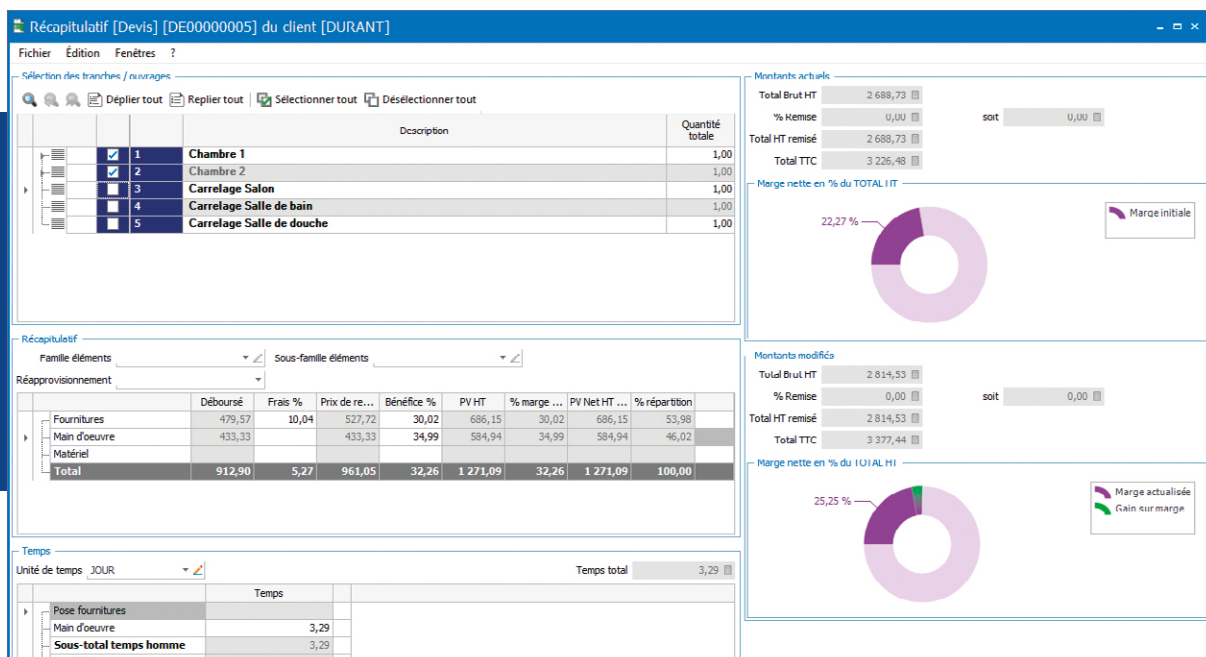 Récapitulatif [Devis] [DE00000005] du client [DURANT]
Fichier Édition Fenêtres ?
Sélection des tranches / ouvrages
Déplier tout Replier tout Sélectionner tout Désélectionner tout
Description Quantité totale
1 Chambre 1 1,00
2 Chambre 2 1,00
3 Carrelage Salon 1,00
4 Carrelage Salle de bain 1,00
5 Carrelage Salle de douche 1,00
Récapitulatif
Famille éléments Sous-famille éléments
Réapprovisionnement
Déboursé Frais % Prix de re... Bénéfice % PV HT % marge ... PV Net HT ... % répartition
Fournitures 479,57 10,04 527,72 30,02 686,15 30,02 686,15 53,98
Main d'oeuvre 433,33 433,33 34,99 584,94 34,99 584,94 46,02
Matériel
Total 912,90 5,27 961,05 32,26 1 271,09 32,26 1 271,09 100,00
Temps
Unité de temps JOUR Temps total 3,29
Temps
Pose fournitures
Main d'oeuvre 3,29
Sous-total temps homme 3,29
Montants actuels
Total Brut HT 2 688,73
% Remise 0,00 soit 0,00
Total HT remisé 2 688,73
Total TTC 3 226,48
Marge nette en % du TOTAL HT
22,27 %
Marge initiale
Montants modifiés
Total Brut HT 2 814,53
% Remise 0,00 soit 0,00
Total HT remisé 2 814,53
Total TTC 3 377,44
Marge nette en % du TOTAL HT
25,25 %
Marge actualisée
Gain sur marge